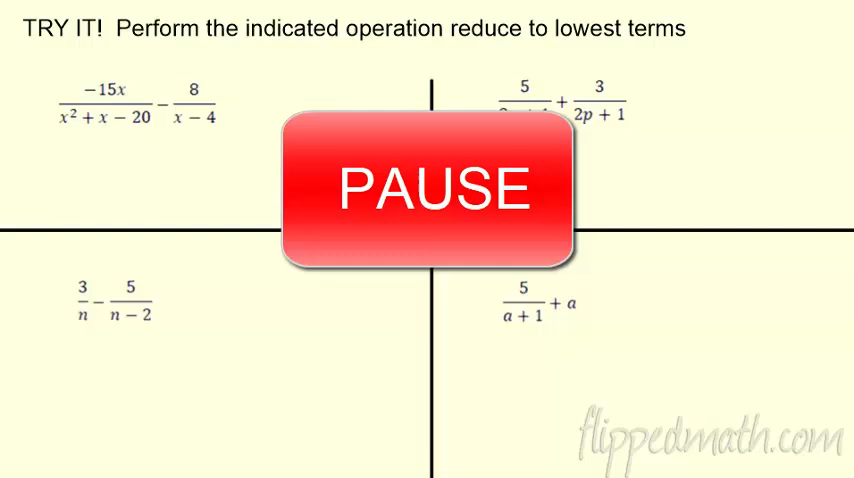 TRY IT! Perform the indicated operation reduce to lowest terms
−15x / x² + x − 20 − 8 / x − 4
5 + 3 / 2p + 1
PAUSE
3 / n − 5 / n − 2
5 / a + 1 + a
flippedmath.com